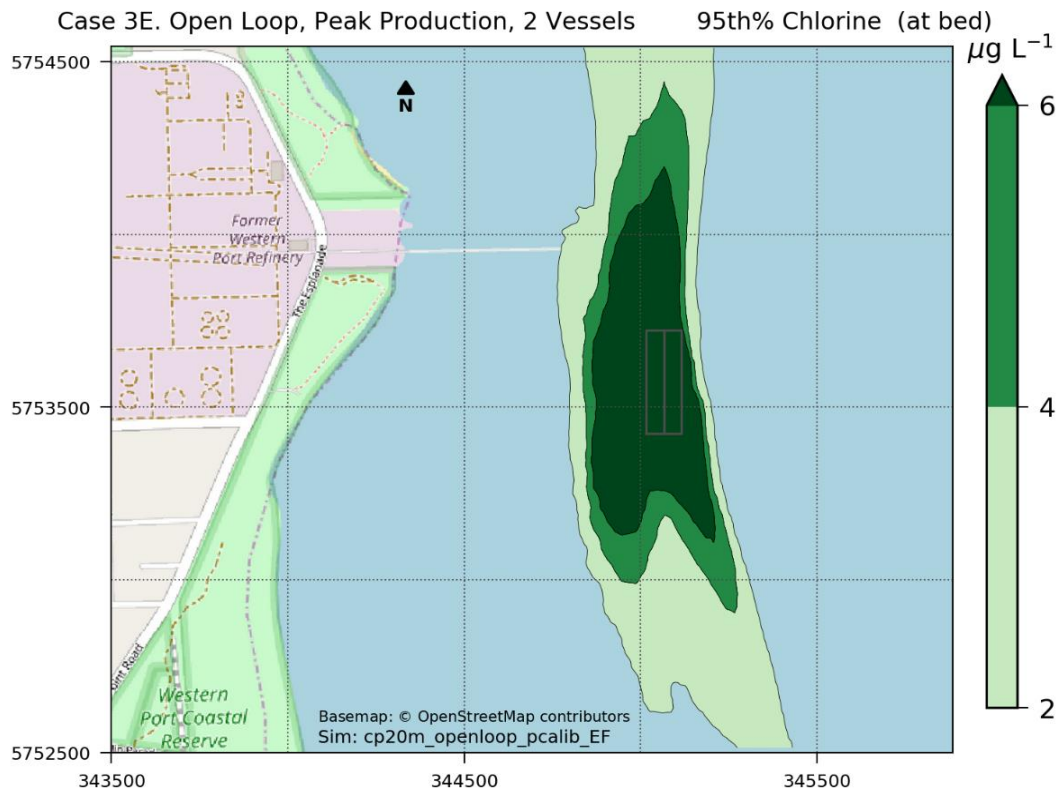 Case 3E. Open Loop, Peak Production, 2 Vessels 95th% Chlorine (at bed)
μg L⁻¹
5754500
6
N
Former
Western
Port Refinery
The Esplanade
5753500
4
oint Road
Western
Port Coastal
Reserve
Basemap: © OpenStreetMap contributors
Sim: cp20m_openloop_pcalib_EF
2
5752500
343500 344500 345500